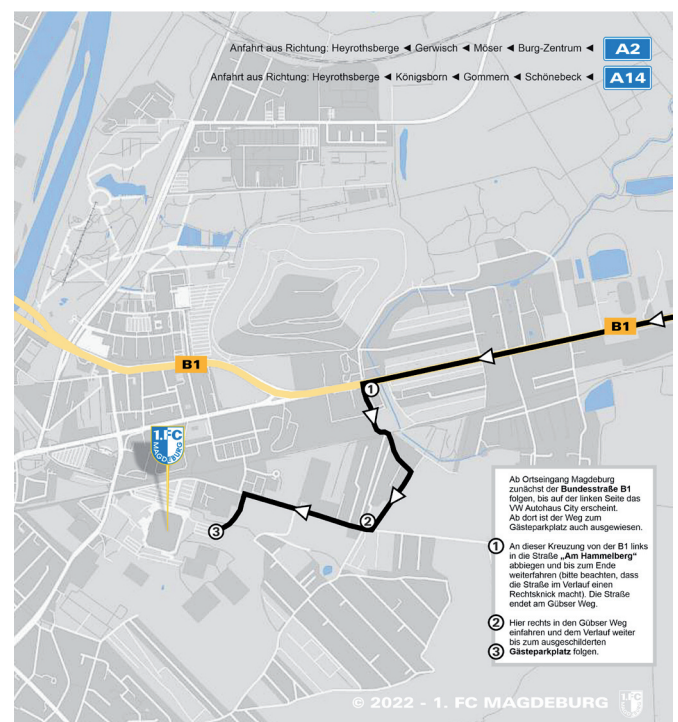 Anfahrt aus Richtung: Heyrothsberge ◄ Gerwisch ◄ Möser ◄ Burg-Zentrum ◄ A2
Anfahrt aus Richtung: Heyrothsberge ◄ Königsborn ◄ Gommern ◄ Schönebeck ◄ A14
B1
B1
1
1.FC
MAGDEBURG
2
3
Ab Ortseingang Magdeburg
zunächst der Bundesstraße B1
folgen, bis auf der linken Seite das
VW Autohaus City erscheint.
Ab dort ist der Weg zum
Gästeparkplatz auch ausgewiesen.
1 An dieser Kreuzung von der B1 links
in die Straße „Am Hammelberg“
abbiegen und bis zum Ende
weiterfahren (bitte beachten, dass
die Straße im Verlauf einen
Rechtsknick macht). Die Straße
endet am Gübser Weg.
2 Hier rechts in den Gübser Weg
einfahren und dem Verlauf weiter
bis zum ausgeschilderten
3 Gästeparkplatz folgen.
© 2022 - 1. FC MAGDEBURG
1.FC